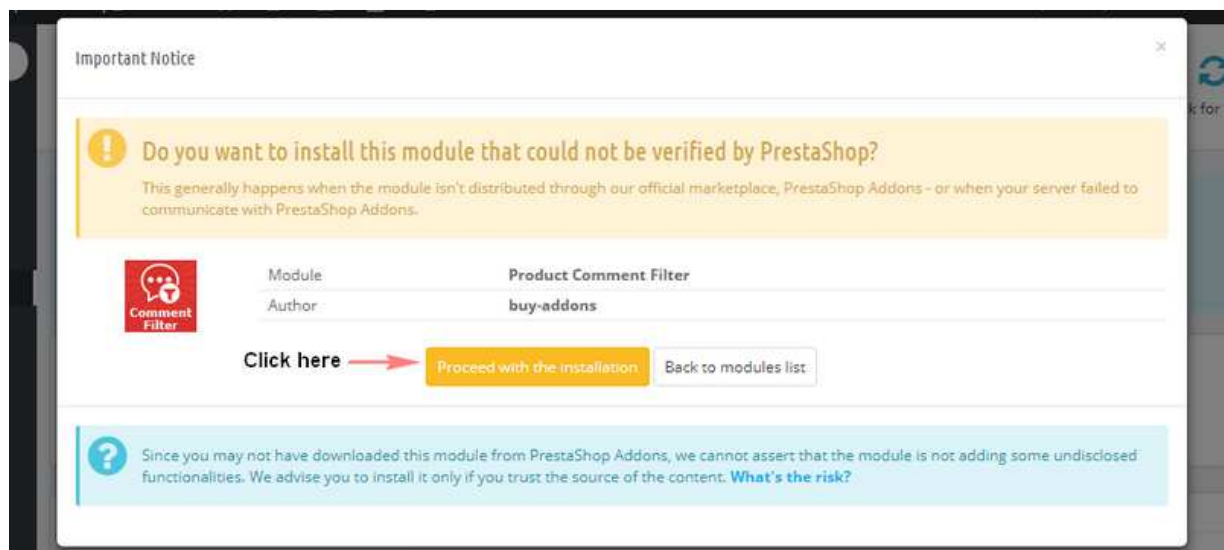 Important Notice
×
k for
Do you want to install this module that could not be verified by PrestaShop?
This generally happens when the module isn't distributed through our official marketplace, PrestaShop Addons - or when your server failed to
communicate with PrestaShop Addons.
Comment
Filter
Module Product Comment Filter
Author buy-addons
Click here Proceed with the installation Back to modules list
Since you may not have downloaded this module from PrestaShop Addons, we cannot assert that the module is not adding some undisclosed
functionalities. We advise you to install it only if you trust the source of the content. What's the risk?